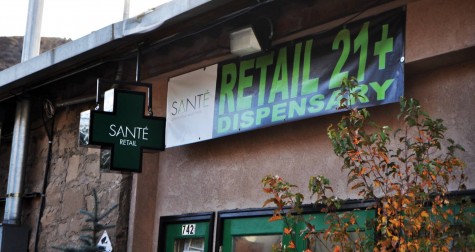 SANTÉ
RETAIL
SANTÉ
RETAIL 21+
DISPENSARY
742